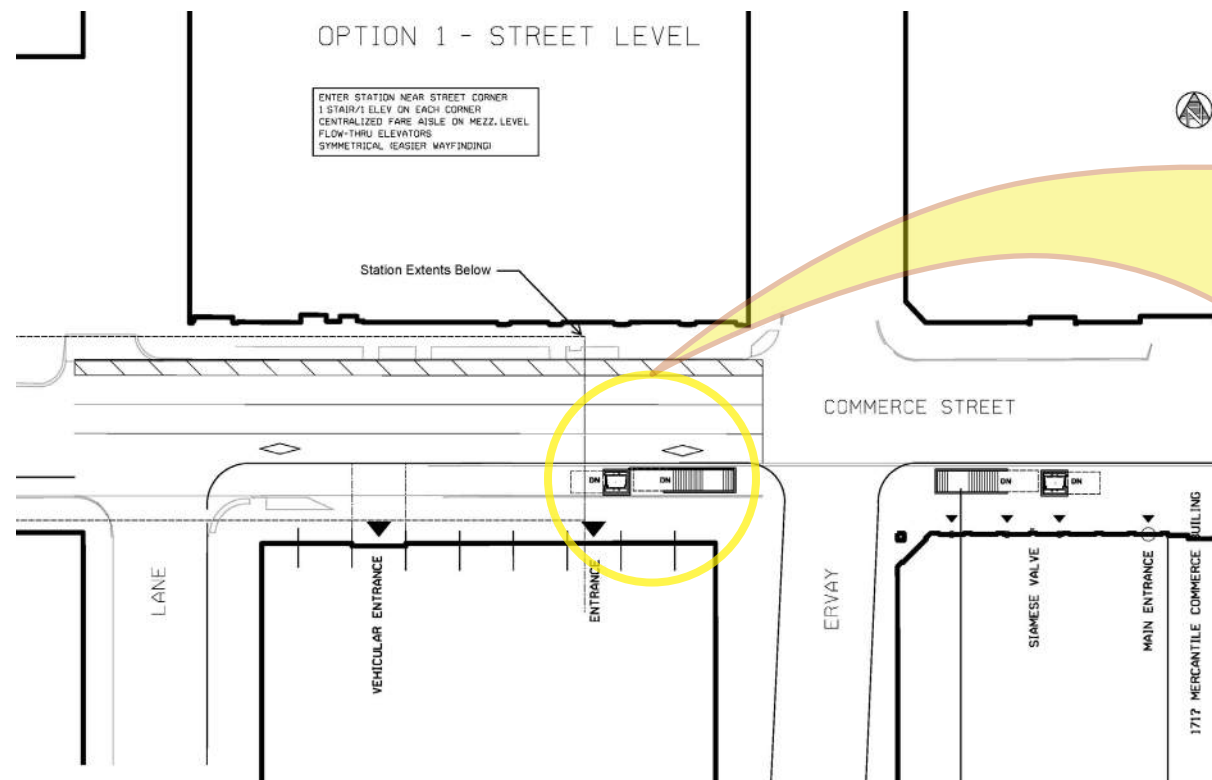 OPTION 1 - STREET LEVEL
ENTER STATION NEAR STREET CORNER
1 STAIR/1 ELEV ON EACH CORNER
CENTRALIZED FARE AISLE ON MEZZ. LEVEL
FLOW-THRU ELEVATORS
SYMMETRICAL (EASIER WAYFINDING)
Station Extents Below
COMMERCE STREET
DN
DN
DN
DN
LANE
VEHICULAR ENTRANCE
ENTRANCE
ERVAY
SIAMESE VALVE
MAIN ENTRANCE
1717 MERCANTILE COMMERCE BUILING